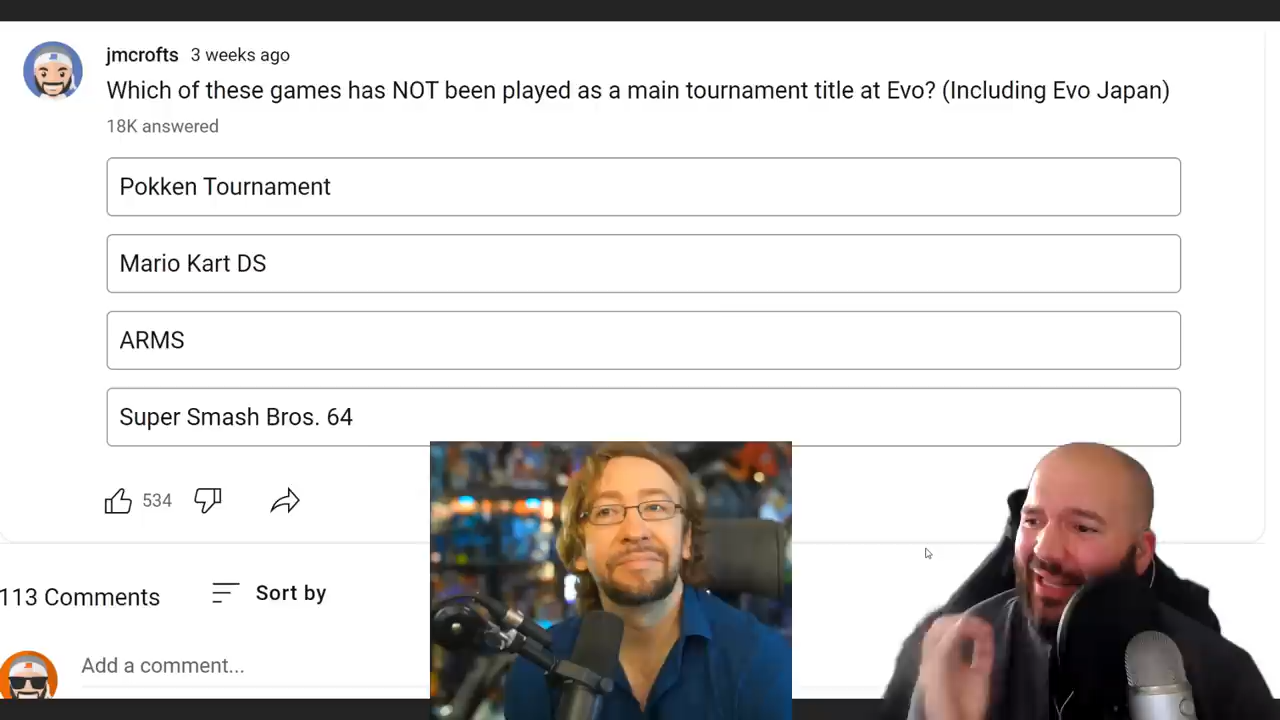 jmcrofts 3 weeks ago
Which of these games has NOT been played as a main tournament title at Evo? (Including Evo Japan)
18K answered
Pokken Tournament
Mario Kart DS
ARMS
Super Smash Bros. 64
534
113 Comments
Sort by
Add a comment...